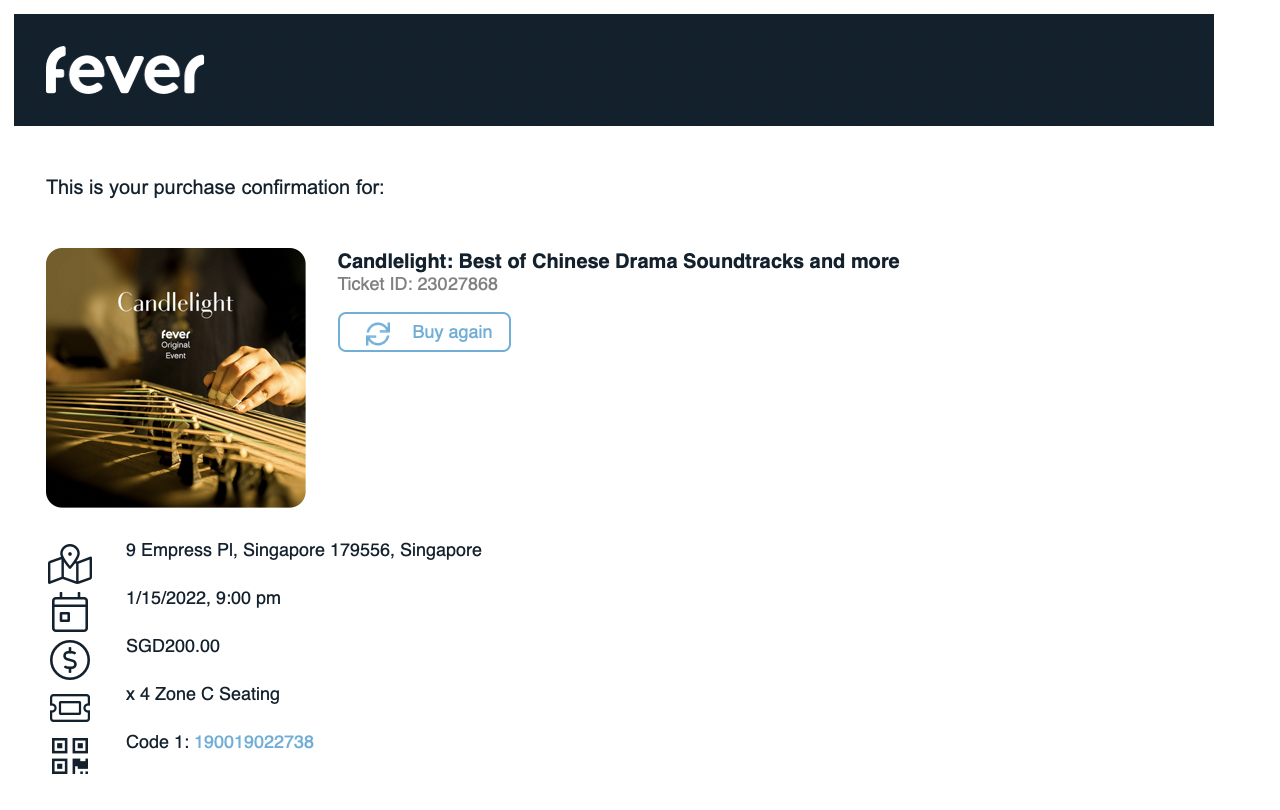 fever
This is your purchase confirmation for:
Candlelight
fever
Original
Event
Candlelight: Best of Chinese Drama Soundtracks and more
Ticket ID: 23027868
Buy again
9 Empress Pl, Singapore 179556, Singapore
1/15/2022, 9:00 pm
SGD200.00
x 4 Zone C Seating
Code 1: 190019022738